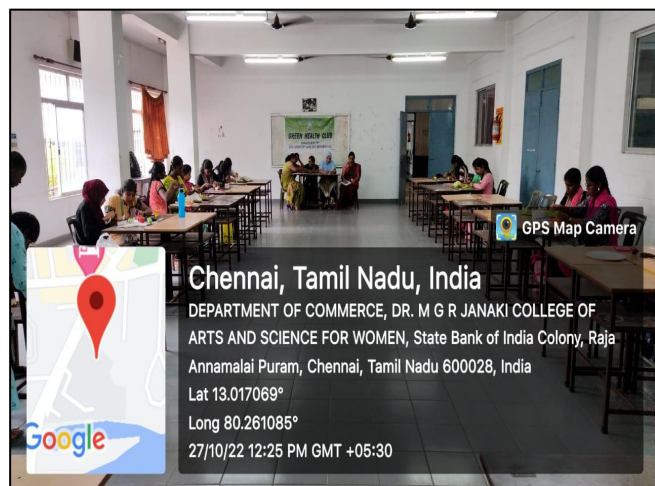 GREEN HEALTH CLUB
GPS Map Camera
Chennai, Tamil Nadu, India
DEPARTMENT OF COMMERCE, DR. M G R JANAKI COLLEGE OF
ARTS AND SCIENCE FOR WOMEN, State Bank of India Colony, Raja
Annamalai Puram, Chennai, Tamil Nadu 600028, India
Lat 13.017069°
Long 80.261085°
27/10/22 12:25 PM GMT +05:30
Google